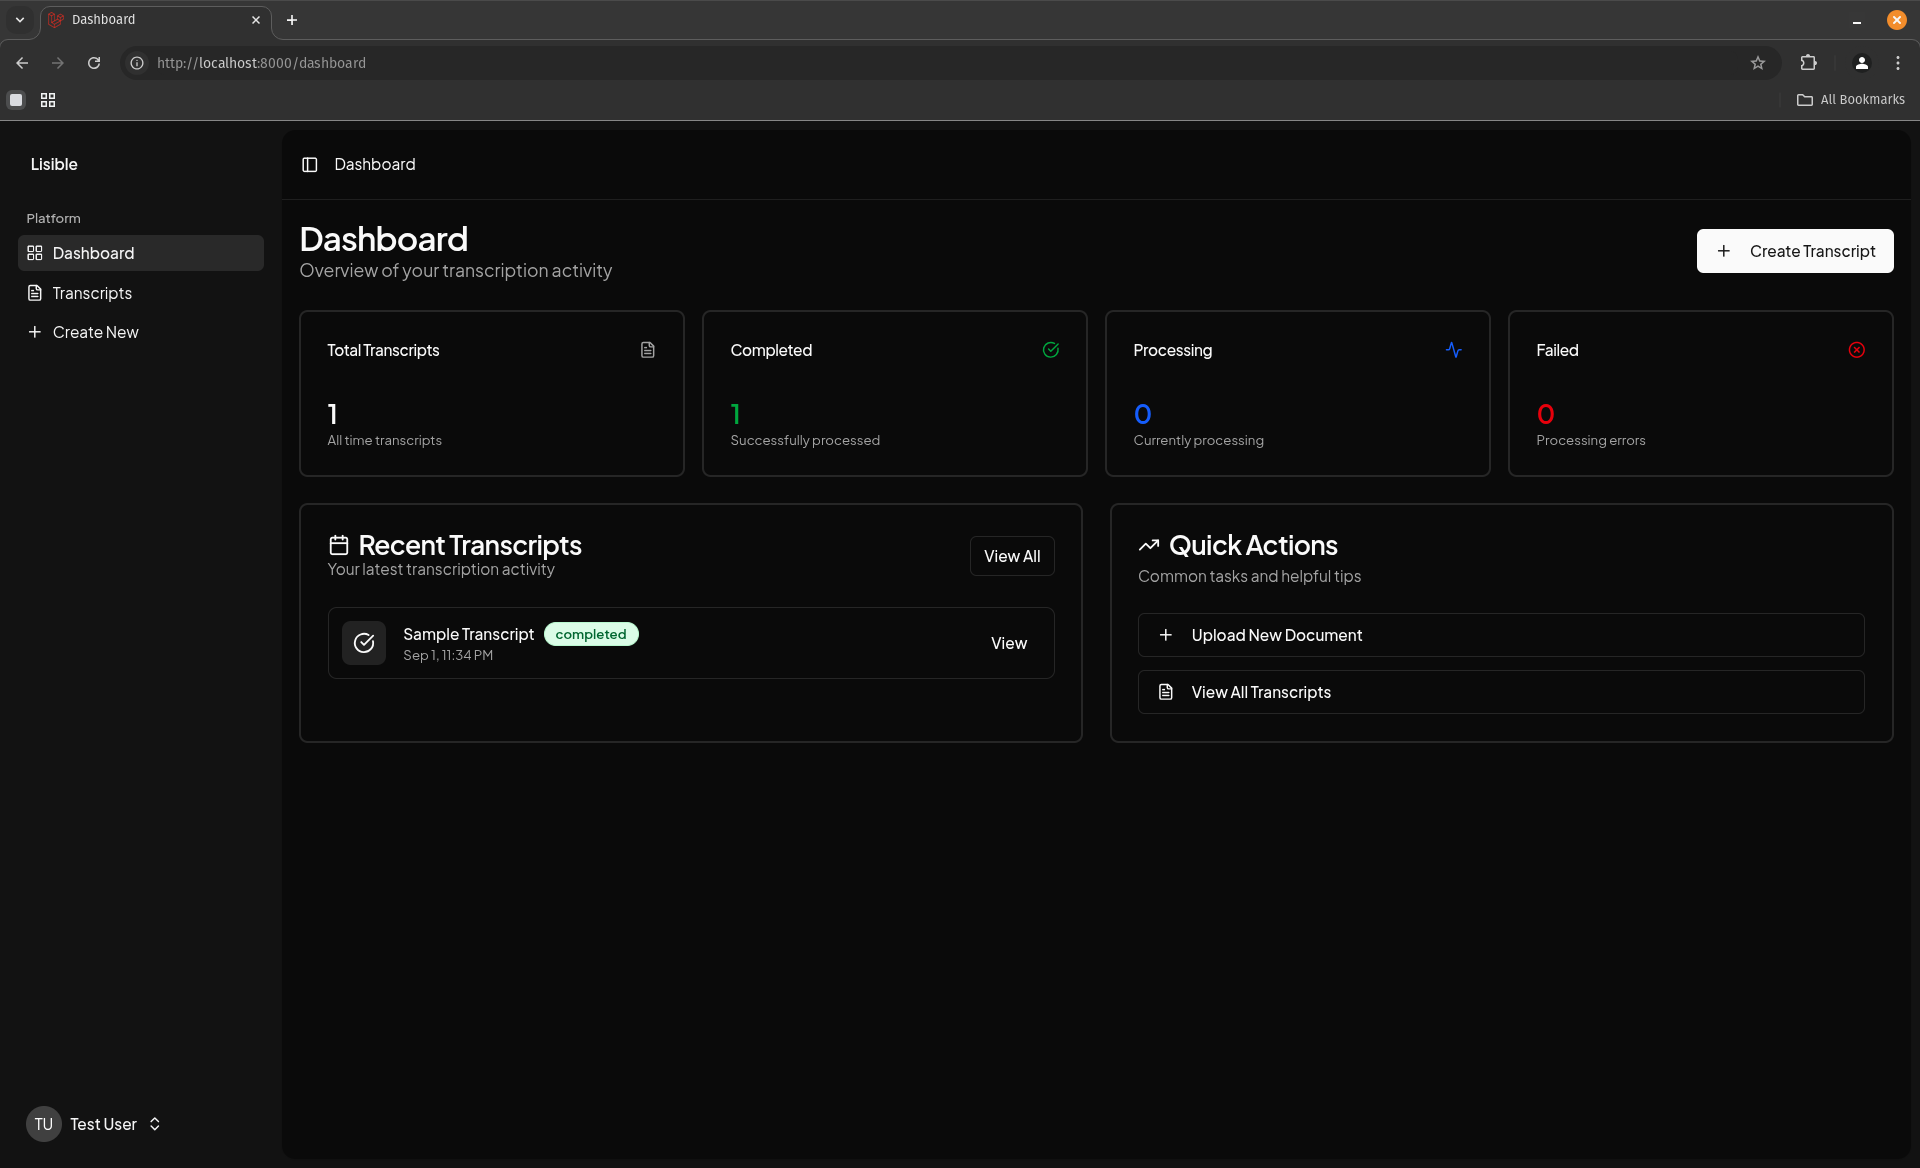 Dashboard
http://localhost:8000/dashboard
All Bookmarks
Lisible
Platform
Dashboard
Transcripts
Create New
TU Test User
Dashboard
Dashboard
Overview of your transcription activity
Create Transcript
Total Transcripts
1
All time transcripts
Completed
1
Successfully processed
Processing
0
Currently processing
Failed
0
Processing errors
Recent Transcripts
Your latest transcription activity
View All
Sample Transcript completed
Sep 1, 11:34 PM
View
Quick Actions
Common tasks and helpful tips
Upload New Document
View All Transcripts